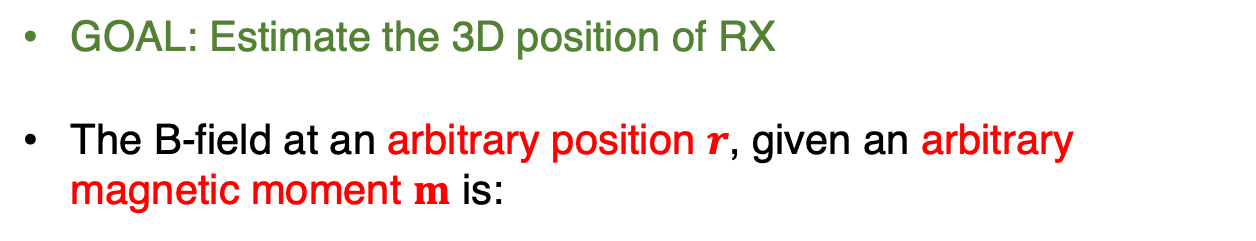 • GOAL: Estimate the 3D position of RX
• The B-field at an arbitrary position r, given an arbitrary
magnetic moment m is: